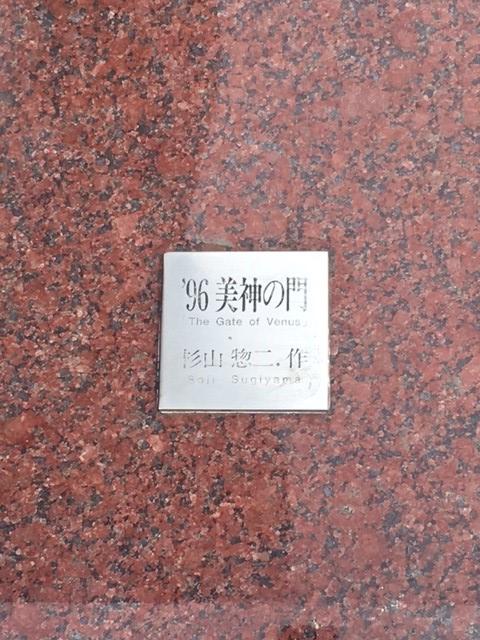 '96 美神の門
「The Gate of Venus」
杉山 惣二.作
Soji Sugiyama